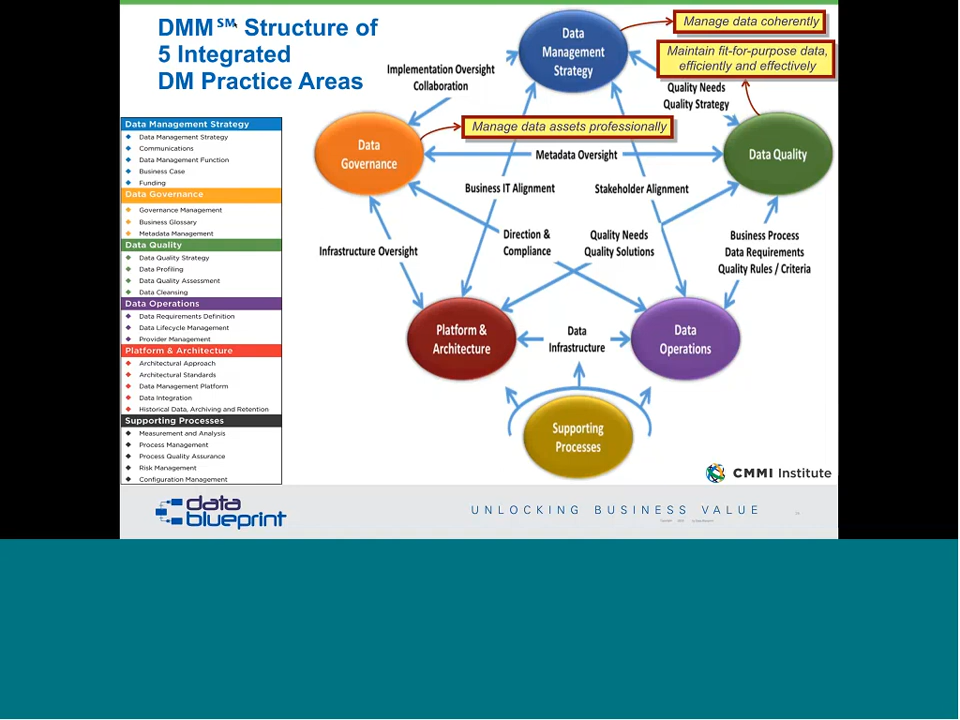 DMM℠ Structure of
5 Integrated
DM Practice Areas
Data Management Strategy
Data Management Strategy
Communications
Data Management Function
Business Case
Funding
Data Governance
Governance Management
Business Glossary
Metadata Management
Data Quality
Data Quality Strategy
Data Profiling
Data Quality Assessment
Data Cleansing
Data Operations
Data Requirements Definition
Data Lifecycle Management
Provider Management
Platform & Architecture
Architectural Approach
Architectural Standards
Data Management Platform
Data Integration
Historical Data, Archiving and Retention
Supporting Processes
Measurement and Analysis
Process Management
Process Quality Assurance
Risk Management
Configuration Management
Data
Management
Strategy
Manage data coherently
Maintain fit-for-purpose data,
efficiently and effectively
Implementation Oversight
Collaboration
Quality Needs
Quality Strategy
Manage data assets professionally
Data
Governance
Metadata Oversight
Data Quality
Business IT Alignment
Stakeholder Alignment
Infrastructure Oversight
Direction &
Compliance
Quality Needs
Quality Solutions
Business Process
Data Requirements
Quality Rules / Criteria
Platform &
Architecture
Data
Infrastructure
Data
Operations
Supporting
Processes
CMMI Institute
data
blueprint
UNLOCKING BUSINESS VALUE